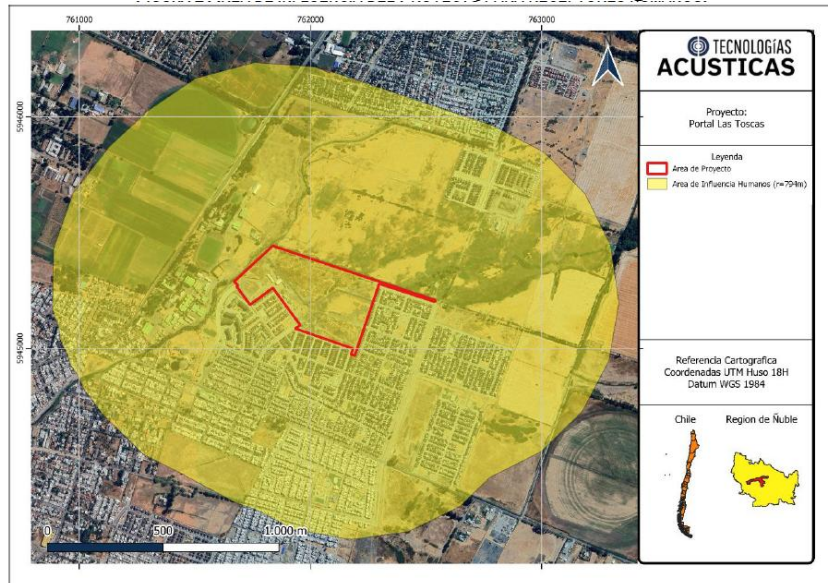 761000
762000
763000
5946000
5945000
0
500
1.000 m
TECNOLOGÍAS
ACUSTICAS
Proyecto:
Portal Las Toscas
Leyenda
Area de Proyecto
Area de Influencia Humanos (r=794m)
Referencia Cartografica
Coordenadas UTM Huso 18H
Datum WGS 1984
Chile
Region de Ñuble